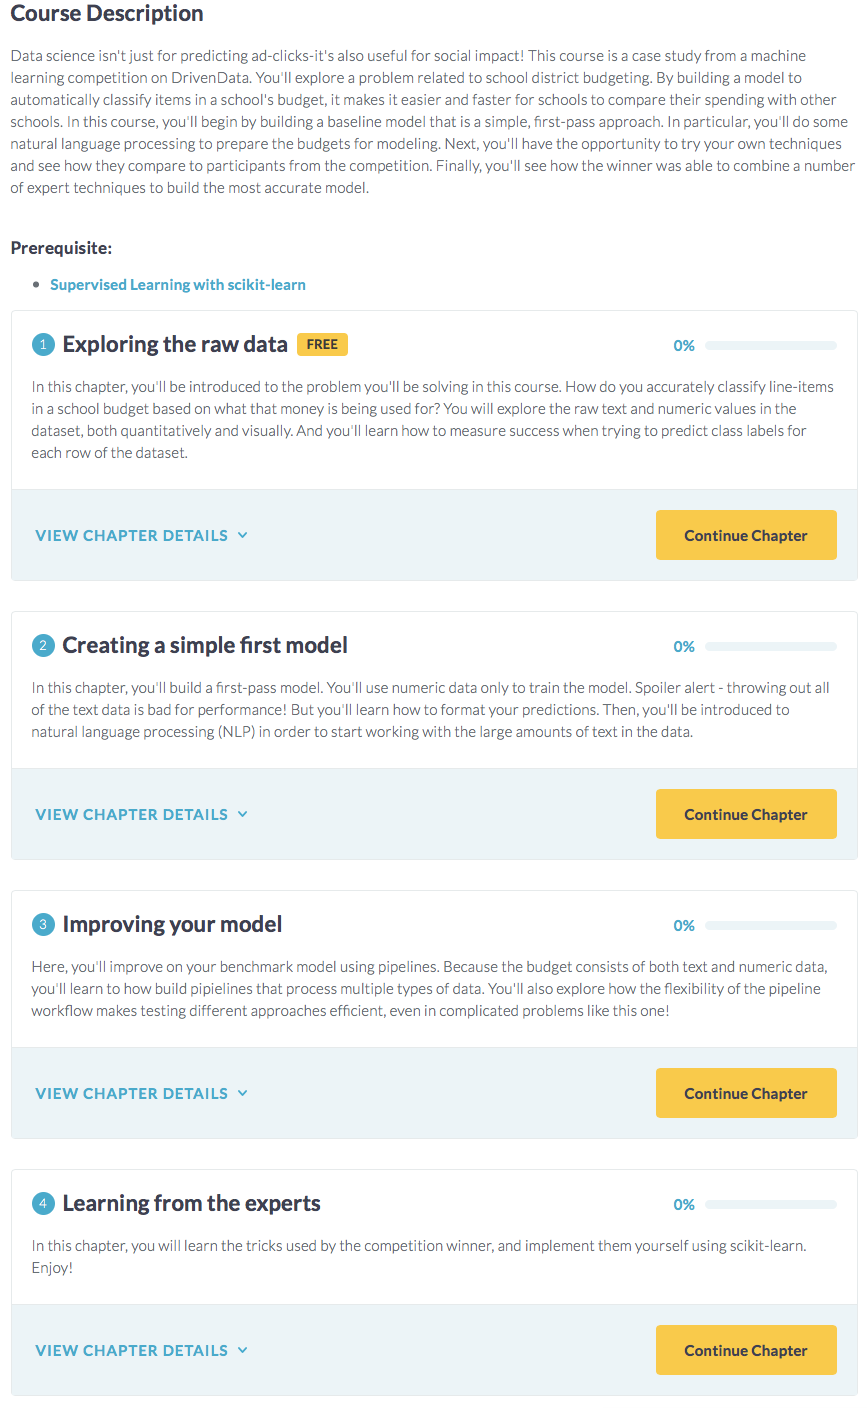 Course Description
Data science isn't just for predicting ad-clicks-it's also useful for social impact! This course is a case study from a machine
learning competition on DrivenData. You'll explore a problem related to school district budgeting. By building a model to
automatically classify items in a school's budget, it makes it easier and faster for schools to compare their spending with other
schools. In this course, you'll begin by building a baseline model that is a simple, first-pass approach. In particular, you'll do some
natural language processing to prepare the budgets for modeling. Next, you'll have the opportunity to try your own techniques
and see how they compare to participants from the competition. Finally, you'll see how the winner was able to combine a number
of expert techniques to build the most accurate model.
Prerequisite:
• Supervised Learning with scikit-learn
1 Exploring the raw data FREE 0%
In this chapter, you'll be introduced to the problem you'll be solving in this course. How do you accurately classify line-items
in a school budget based on what that money is being used for? You will explore the raw text and numeric values in the
dataset, both quantitatively and visually. And you'll learn how to measure success when trying to predict class labels for
each row of the dataset.
VIEW CHAPTER DETAILS Continue Chapter
2 Creating a simple first model 0%
In this chapter, you'll build a first-pass model. You'll use numeric data only to train the model. Spoiler alert - throwing out all
of the text data is bad for performance! But you'll learn how to format your predictions. Then, you'll be introduced to
natural language processing (NLP) in order to start working with the large amounts of text in the data.
VIEW CHAPTER DETAILS Continue Chapter
3 Improving your model 0%
Here, you'll improve on your benchmark model using pipelines. Because the budget consists of both text and numeric data,
you'll learn to how build pipielines that process multiple types of data. You'll also explore how the flexibility of the pipeline
workflow makes testing different approaches efficient, even in complicated problems like this one!
VIEW CHAPTER DETAILS Continue Chapter
4 Learning from the experts 0%
In this chapter, you will learn the tricks used by the competition winner, and implement them yourself using scikit-learn.
Enjoy!
VIEW CHAPTER DETAILS Continue Chapter